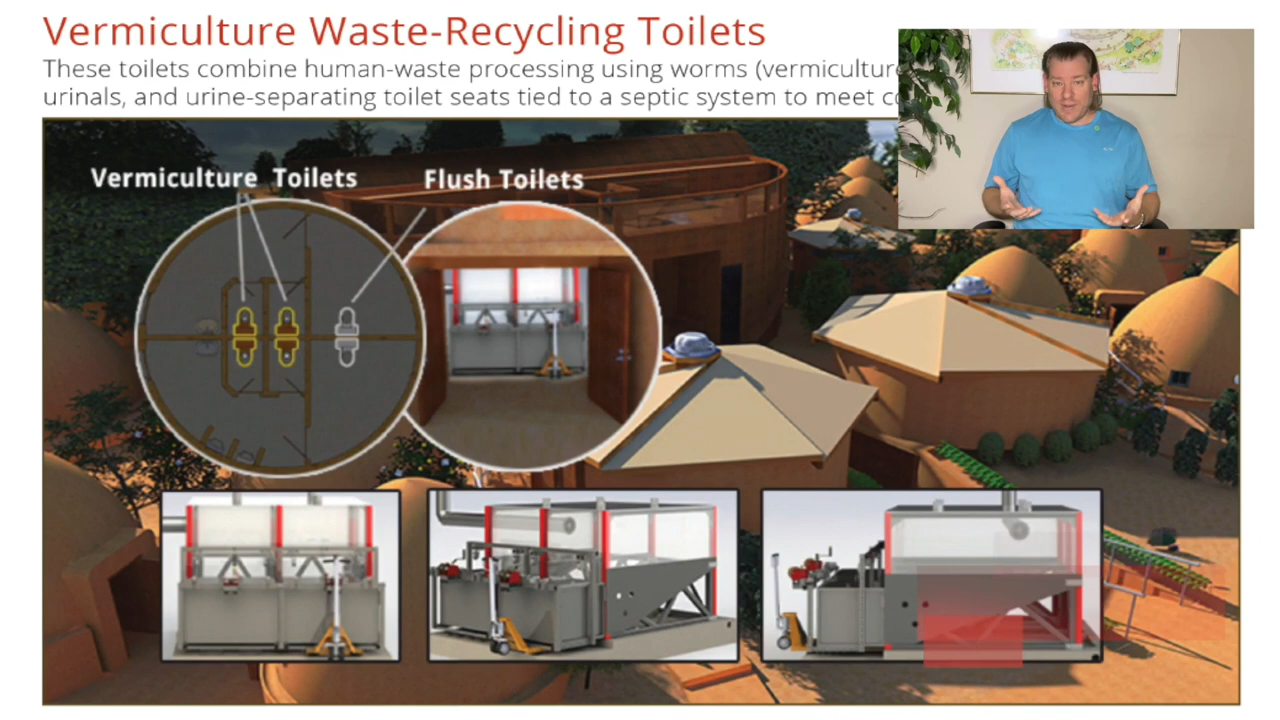 Vermiculture Waste-Recycling Toilets
These toilets combine human-waste processing using worms (vermiculture
urinals, and urine-separating toilet seats tied to a septic system to meet
Vermiculture Toilets
Flush Toilets